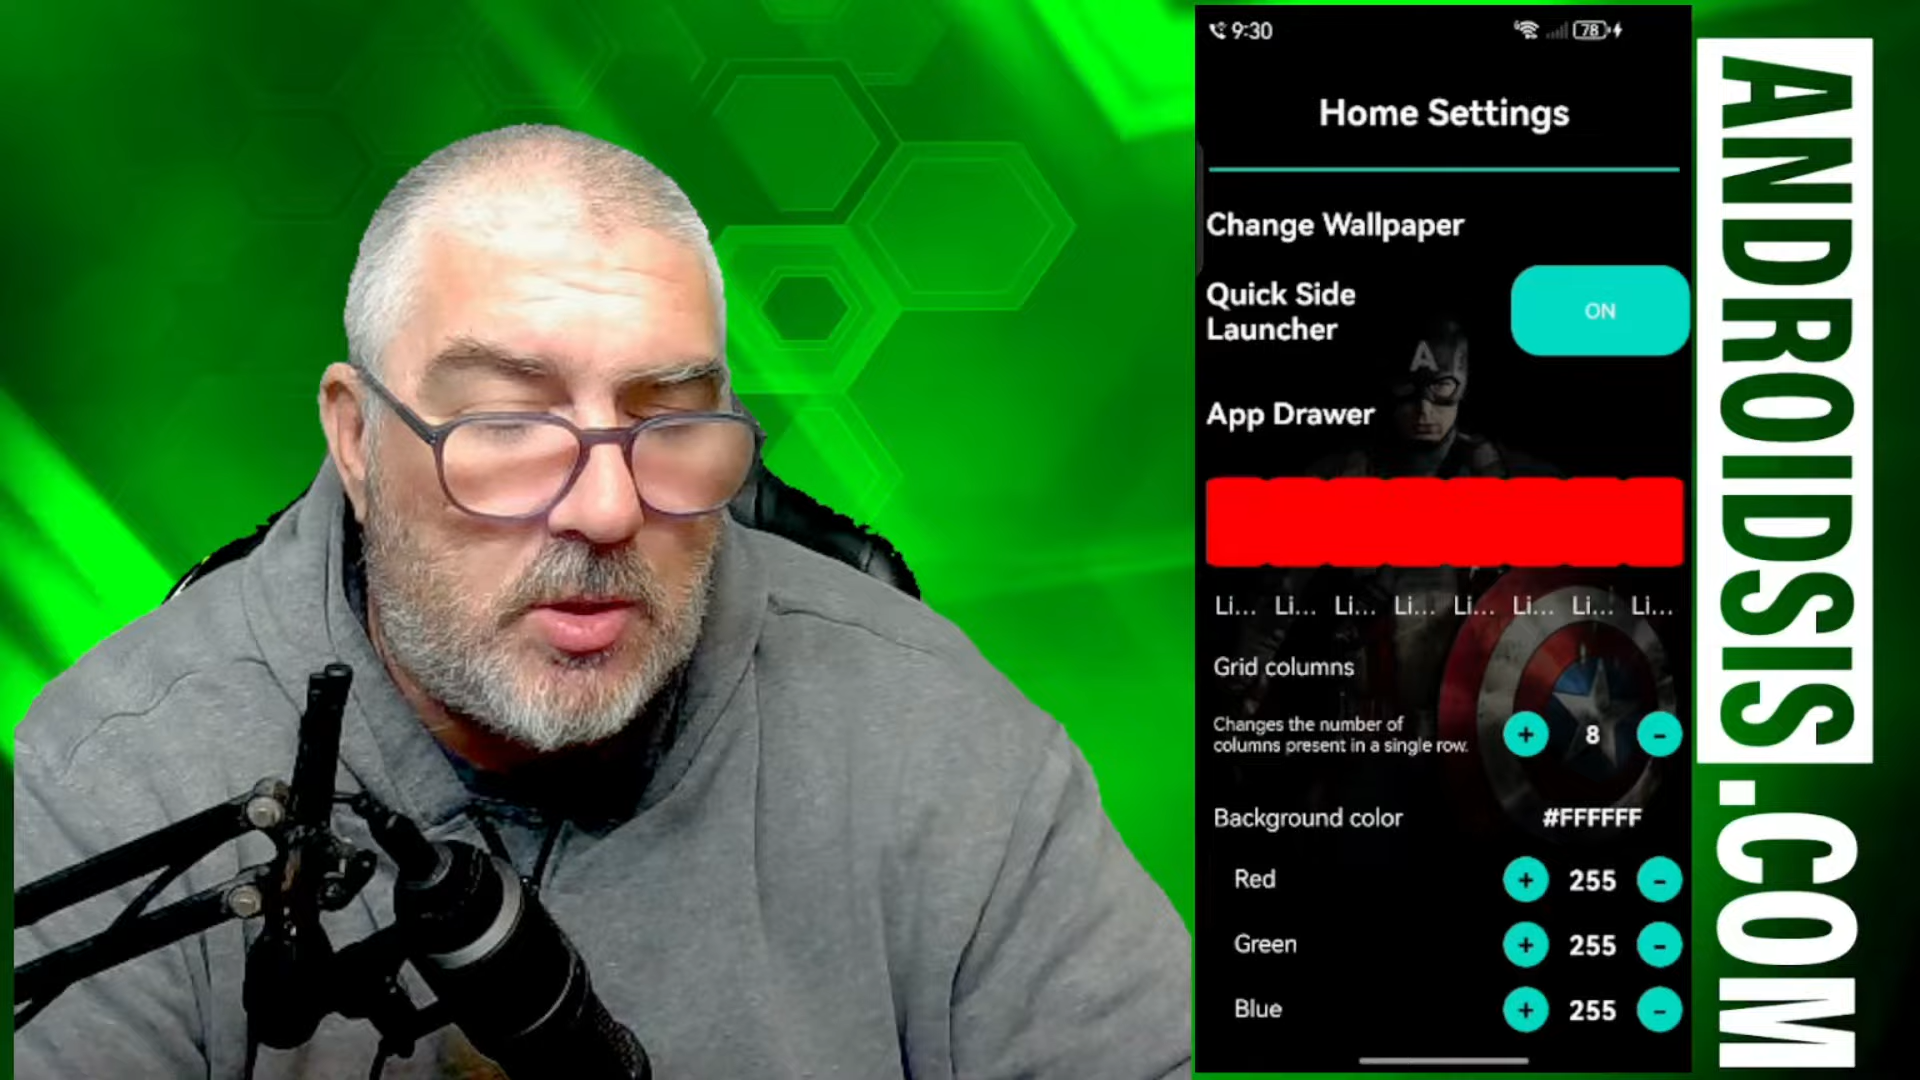 9:30
78
Home Settings
Change Wallpaper
Quick Side
Launcher
ON
A
App Drawer
Li... Li... Li... Li... Li... Li... Li... Li...
Grid columns
Changes the number of
columns present in a single row.
+ 8 -
Background color #FFFFFF
Red + 255 -
Green + 255 -
Blue + 255 -
ANDROIDSIS.COM